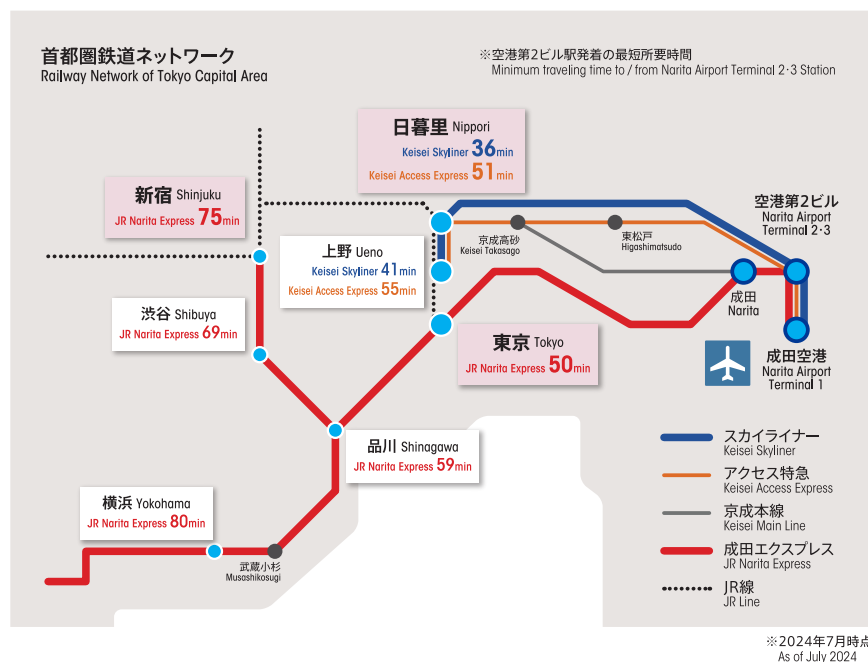 首都圏鉄道ネットワーク
Railway Network of Tokyo Capital Area
※空港第2ビル駅発着の最短所要時間
Minimum traveling time to / from Narita Airport Terminal 2・3 Station
日暮里 Nippori
Keisei Skyliner 36min
Keisei Access Express 51min
新宿 Shinjuku
JR Narita Express 75min
上野 Ueno
Keisei Skyliner 41min
Keisei Access Express 55min
京成高砂
Keisei Takasago
東松戸
Higashimatsudo
空港第2ビル
Narita Airport
Terminal 2・3
成田
Narita
渋谷 Shibuya
JR Narita Express 69min
東京 Tokyo
JR Narita Express 50min
成田空港
Narita Airport
Terminal 1
品川 Shinagawa
JR Narita Express 59min
横浜 Yokohama
JR Narita Express 80min
武蔵小杉
Musashikosugi
スカイライナー
Keisei Skyliner
アクセス特急
Keisei Access Express
京成本線
Keisei Main Line
成田エクスプレス
JR Narita Express
JR線
JR Line
※2024年7月時点
As of July 2024